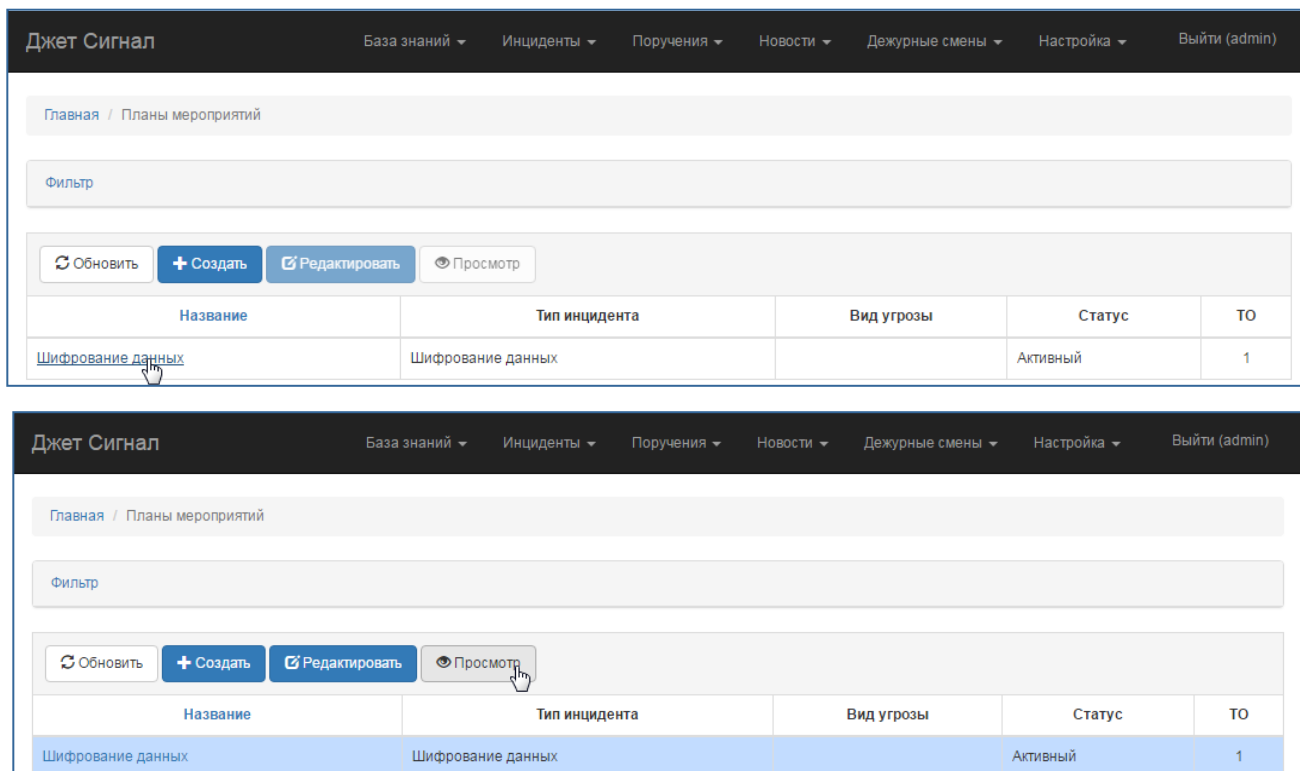 Джет Сигнал База знаний Инциденты Поручения Новости Дежурные смены Настройка Выйти (admin)
Главная / Планы мероприятий
Фильтр
Обновить Создать Редактировать Просмотр
Название Тип инцидента Вид угрозы Статус ТО
Шифрование данных Шифрование данных Активный 1
Джет Сигнал База знаний Инциденты Поручения Новости Дежурные смены Настройка Выйти (admin)
Главная / Планы мероприятий
Фильтр
Обновить Создать Редактировать Просмотр
Название Тип инцидента Вид угрозы Статус ТО
Шифрование данных Шифрование данных Активный 1